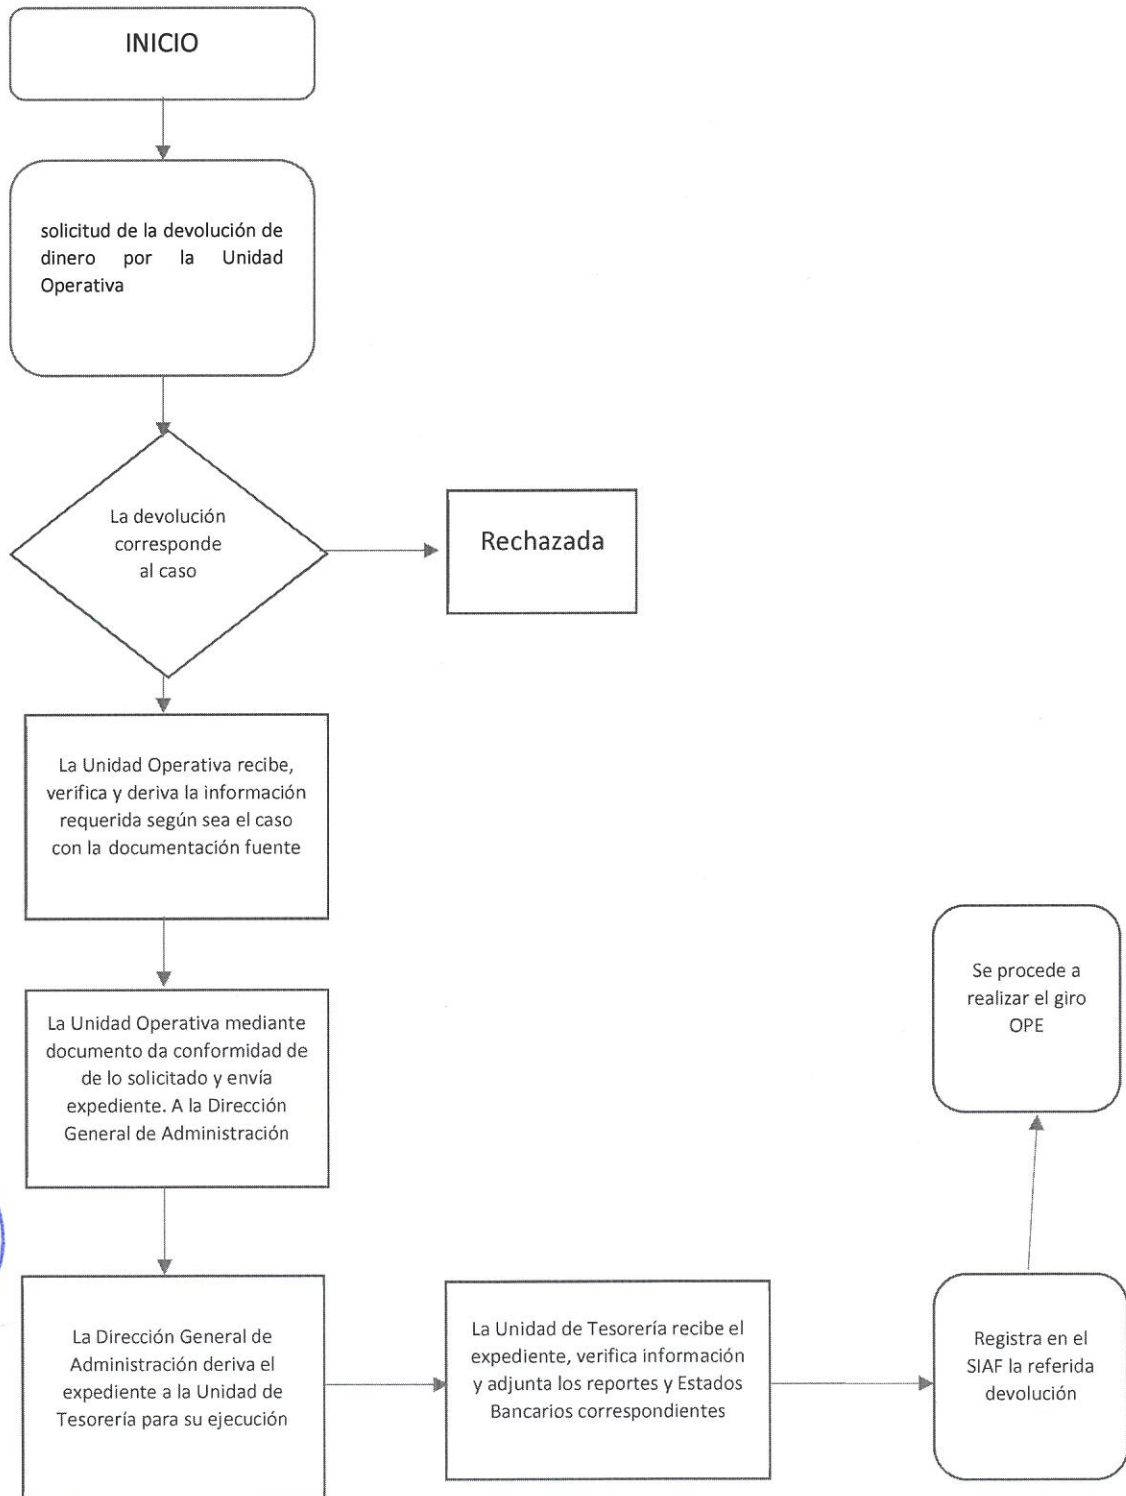 INICIO
solicitud de la devolución de
dinero por la Unidad
Operativa
La devolución
corresponde
al caso
Rechazada
La Unidad Operativa recibe,
verifica y deriva la información
requerida según sea el caso
con la documentación fuente
La Unidad Operativa mediante
documento da conformidad de
de lo solicitado y envía
expediente. A la Dirección
General de Administración
La Dirección General de
Administración deriva el
expediente a la Unidad de
Tesorería para su ejecución
La Unidad de Tesorería recibe el
expediente, verifica información
y adjunta los reportes y Estados
Bancarios correspondientes
Registra en el
SIAF la referida
devolución
Se procede a
realizar el giro
OPE